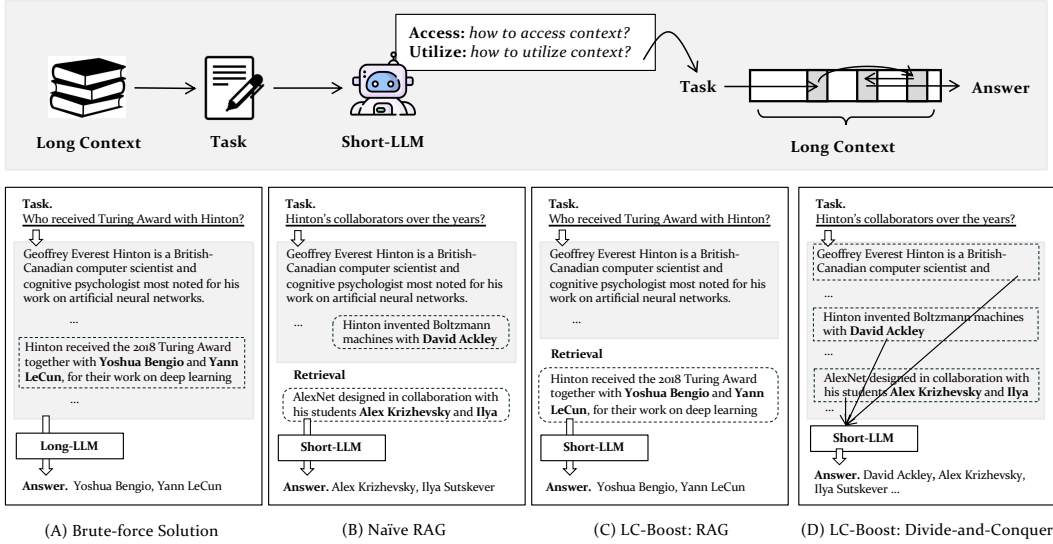 Access: how to access context?
Utilize: how to utilize context?
Long Context
Task
Short-LLM
Task
Answer
Long Context
Task.
Who received Turing Award with Hinton?
Geoffrey Everest Hinton is a British-
Canadian computer scientist and
cognitive psychologist most noted for his
work on artificial neural networks.
...
Hinton received the 2018 Turing Award
together with Yoshua Bengio and Yann
LeCun, for their work on deep learning
...
Long-LLM
Answer. Yoshua Bengio, Yann LeCun
(A) Brute-force Solution
Task.
Hinton's collaborators over the years?
Geoffrey Everest Hinton is a British-
Canadian computer scientist and
cognitive psychologist most noted for his
work on artificial neural networks.
...
Hinton invented Boltzmann
machines with David Ackley
Retrieval
AlexNet designed in collaboration with
his students Alex Krizhevsky and Ilya
Short-LLM
Answer. Alex Krizhevsky, Ilya Sutskever
(B) Naïve RAG
Task.
Who received Turing Award with Hinton?
Geoffrey Everest Hinton is a British-
Canadian computer scientist and
cognitive psychologist most noted for his
work on artificial neural networks.
...
Retrieval
Hinton received the 2018 Turing Award
together with Yoshua Bengio and Yann
LeCun, for their work on deep learning
Short-LLM
Answer. Yoshua Bengio, Yann LeCun
(C) LC-Boost: RAG
Task.
Hinton's collaborators over the years?
Geoffrey Everest Hinton is a British-
Canadian computer scientist and
...
Hinton invented Boltzmann machines
with David Ackley
...
AlexNet designed in collaboration with
his students Alex Krizhevsky and Ilya
...
Short-LLM
Answer. David Ackley, Alex Krizhevsky,
Ilya Sutskever ...
(D) LC-Boost: Divide-and-Conquer